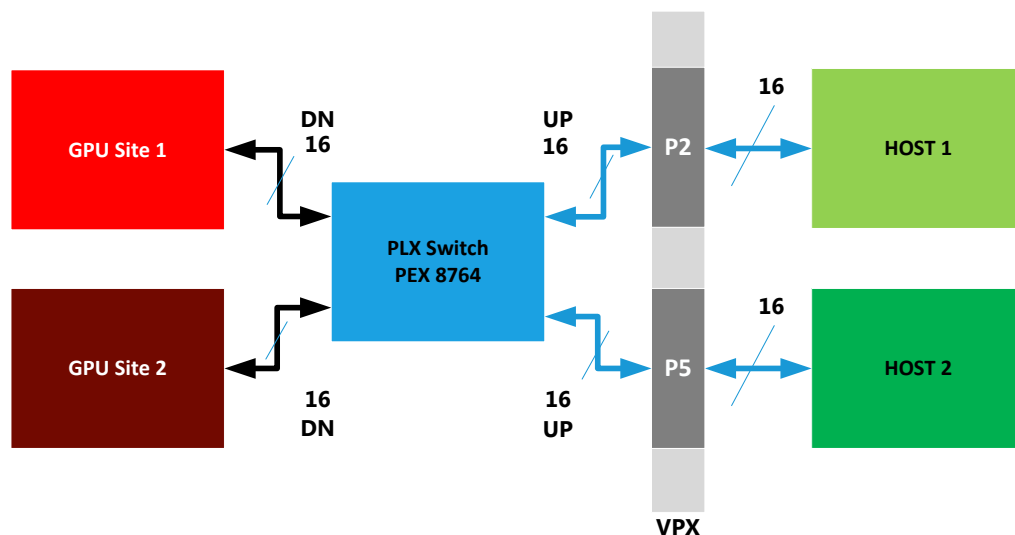 GPU Site 1
DN
16
UP
16
P2
16
HOST 1
PLX Switch
PEX 8764
GPU Site 2
16
DN
16
UP
P5
16
HOST 2
VPX